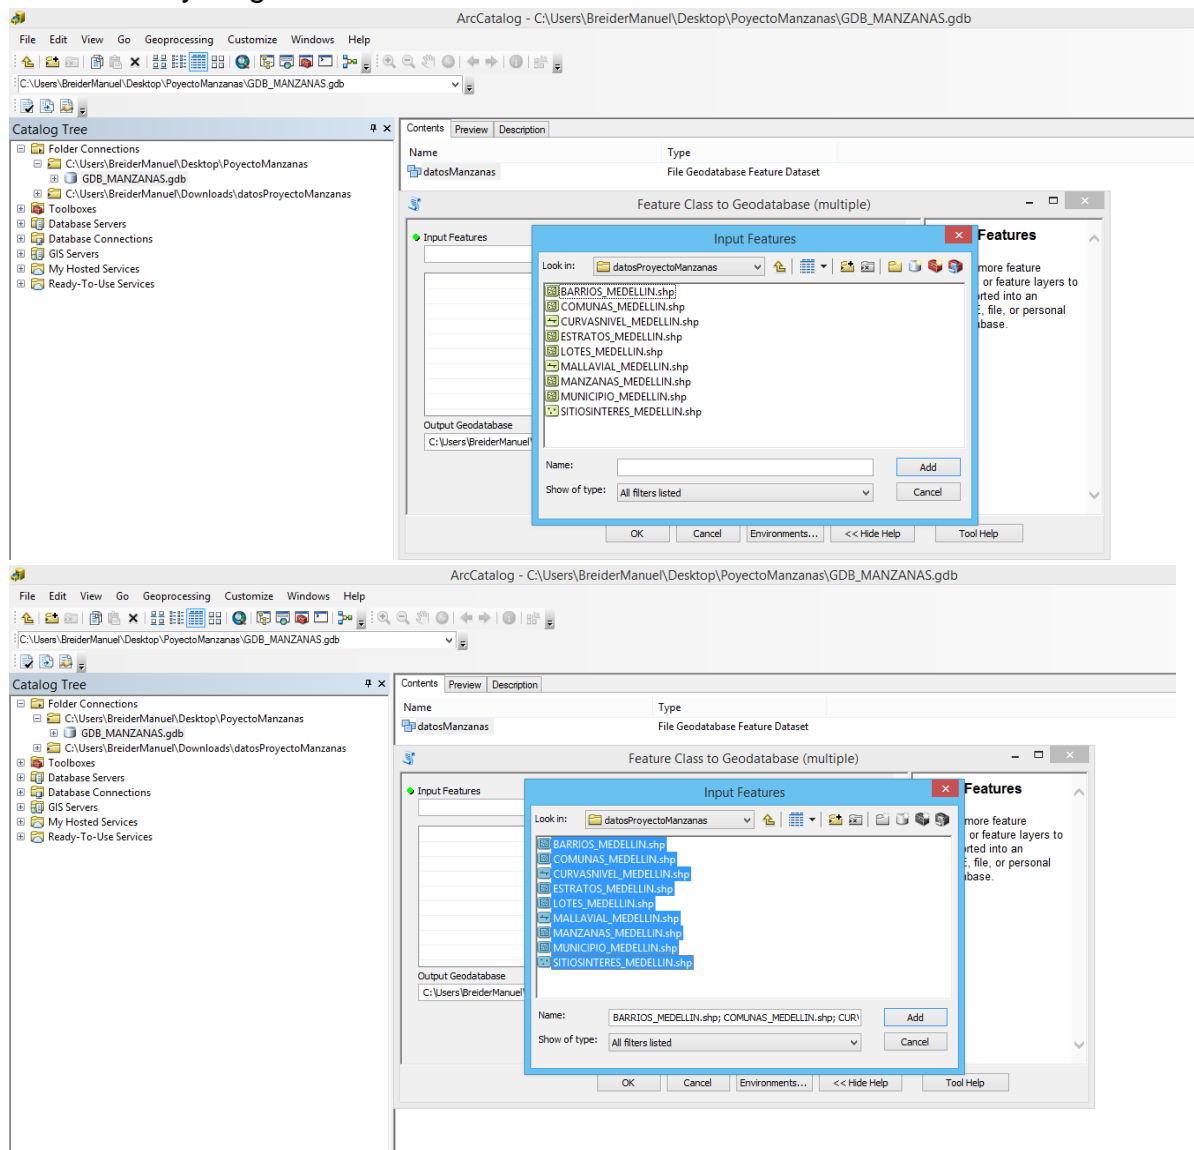 ArcCatalog - C:\Users\BreiderManuel\Desktop\PoyectoManzanas\GDB_MANZANAS.gdb
File Edit View Go Geoprocessing Customize Windows Help
C:\Users\BreiderManuel\Desktop\PoyectoManzanas\GDB_MANZANAS.gdb
Catalog Tree
Folder Connections
C:\Users\BreiderManuel\Desktop\PoyectoManzanas
GDB_MANZANAS.gdb
C:\Users\BreiderManuel\Downloads\datosProyectoManzanas
Toolboxes
Database Servers
Database Connections
GIS Servers
My Hosted Services
Ready-To-Use Services
Contents Preview Description
Name Type
datosManzanas File Geodatabase Feature Dataset
Feature Class to Geodatabase (multiple)
Input Features
Output Geodatabase
C:\Users\BreiderManuel\
Input Features
Look in: datosProyectoManzanas
BARRIOS_MEDELLIN.shp
COMUNAS_MEDELLIN.shp
CURVASNIVEL_MEDELLIN.shp
ESTRATOS_MEDELLIN.shp
LOTES_MEDELLIN.shp
MALLAVIAL_MEDELLIN.shp
MANZANAS_MEDELLIN.shp
MUNICIPIO_MEDELLIN.shp
SITIOSINTERES_MEDELLIN.shp
Name: Add
Show of type: All filters listed Cancel
Features
more feature
or feature layers to
rted into an
, file, or personal
base.
OK Cancel Environments... << Hide Help Tool Help
ArcCatalog - C:\Users\BreiderManuel\Desktop\PoyectoManzanas\GDB_MANZANAS.gdb
File Edit View Go Geoprocessing Customize Windows Help
C:\Users\BreiderManuel\Desktop\PoyectoManzanas\GDB_MANZANAS.gdb
Catalog Tree
Folder Connections
C:\Users\BreiderManuel\Desktop\PoyectoManzanas
GDB_MANZANAS.gdb
C:\Users\BreiderManuel\Downloads\datosProyectoManzanas
Toolboxes
Database Servers
Database Connections
GIS Servers
My Hosted Services
Ready-To-Use Services
Contents Preview Description
Name Type
datosManzanas File Geodatabase Feature Dataset
Feature Class to Geodatabase (multiple)
Input Features
Output Geodatabase
C:\Users\BreiderManuel\
Input Features
Look in: datosProyectoManzanas
BARRIOS_MEDELLIN.shp
COMUNAS_MEDELLIN.shp
CURVASNIVEL_MEDELLIN.shp
ESTRATOS_MEDELLIN.shp
LOTES_MEDELLIN.shp
MALLAVIAL_MEDELLIN.shp
MANZANAS_MEDELLIN.shp
MUNICIPIO_MEDELLIN.shp
SITIOSINTERES_MEDELLIN.shp
Name: BARRIOS_MEDELLIN.shp; COMUNAS_MEDELLIN.shp; CUR Add
Show of type: All filters listed Cancel
Features
more feature
or feature layers to
rted into an
, file, or personal
base.
OK Cancel Environments... << Hide Help Tool Help